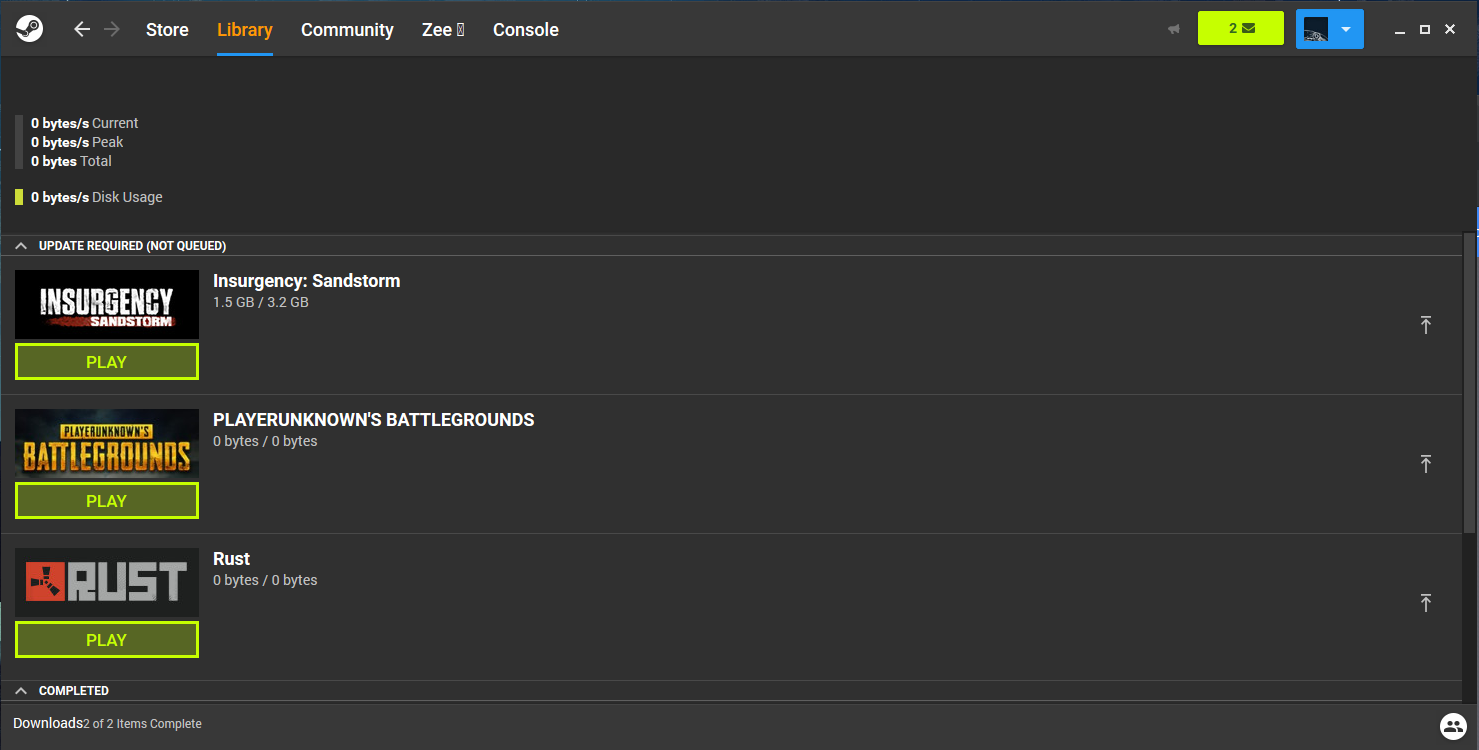 Store Library Community Zee Console
2
0 bytes/s Current
0 bytes/s Peak
0 bytes Total
0 bytes/s Disk Usage
UPDATE REQUIRED (NOT QUEUED)
INSURGENCY
SANDSTORM
Insurgency: Sandstorm
1.5 GB / 3.2 GB
PLAY
PLAYERUNKNOWN'S
BATTLEGROUNDS
PLAYERUNKNOWN'S BATTLEGROUNDS
0 bytes / 0 bytes
PLAY
RUST
Rust
0 bytes / 0 bytes
PLAY
COMPLETED
Downloads2 of 2 Items Complete